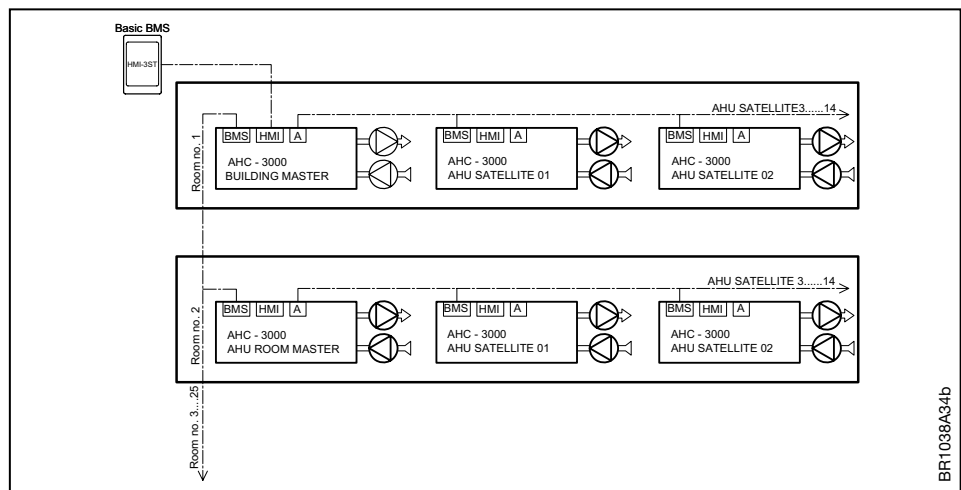 Basic BMS
HMI-3ST
AHU SATELLITE3......14
Room no. 1
BMS HMI A
AHC - 3000
BUILDING MASTER
BMS HMI A
AHC - 3000
AHU SATELLITE 01
BMS HMI A
AHC - 3000
AHU SATELLITE 02
AHU SATELLITE 3......14
Room no. 2
BMS HMI A
AHC - 3000
AHU ROOM MASTER
BMS HMI A
AHC - 3000
AHU SATELLITE 01
BMS HMI A
AHC - 3000
AHU SATELLITE 02
Room no. 3....25
BR1038A34b